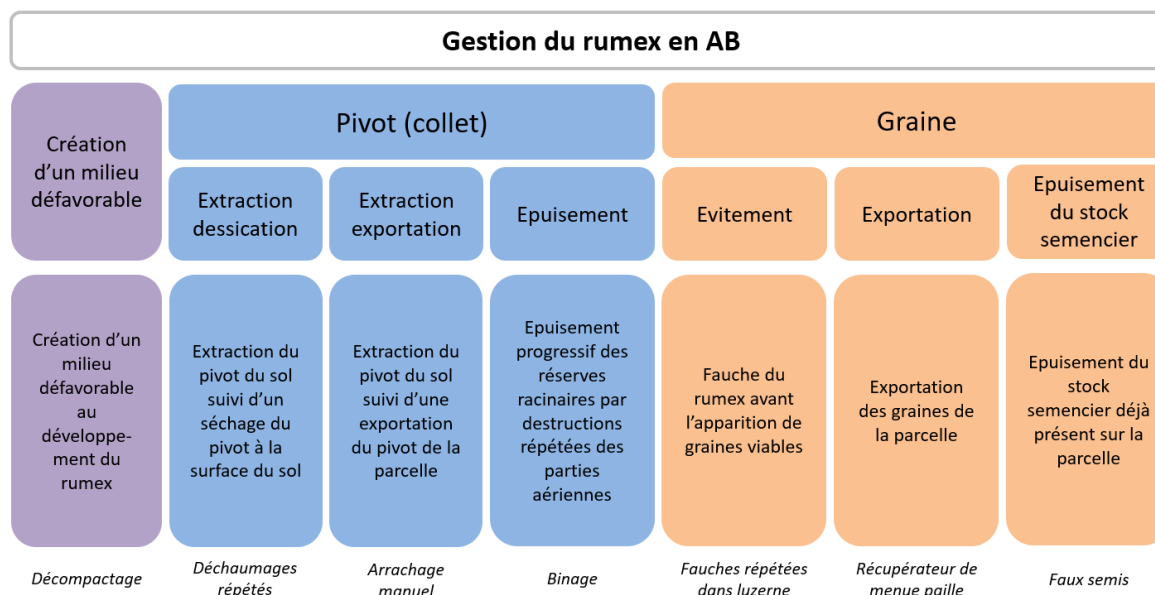 Gestion du rumex en AB
Création
d'un milieu
défavorable
Pivot (collet)
Graine
Extraction
dessication
Extraction
exportation
Epuisement
Evitement
Exportation
Epuisement
du stock
semencier
Création d'un
milieu
défavorable
au
développe-
ment du
rumex
Extraction du
pivot du sol
suivi d'un
séchage du
pivot à la
surface du sol
Extraction du
pivot du sol
suivi d'une
exportation
du pivot de la
parcelle
Epuisement
progressif des
réserves
racinaires par
destructions
répétées des
parties
aériennes
Fauche du
rumex avant
l'apparition de
graines viables
Exportation
des graines de
la parcelle
Epuisement du
stock
semencier déjà
présent sur la
parcelle
Décompactage
Déchaumages
répétés
Arrachage
manuel
Binage
Fauches répétées
dans luzerne
Récupérateur de
menue paille
Faux semis